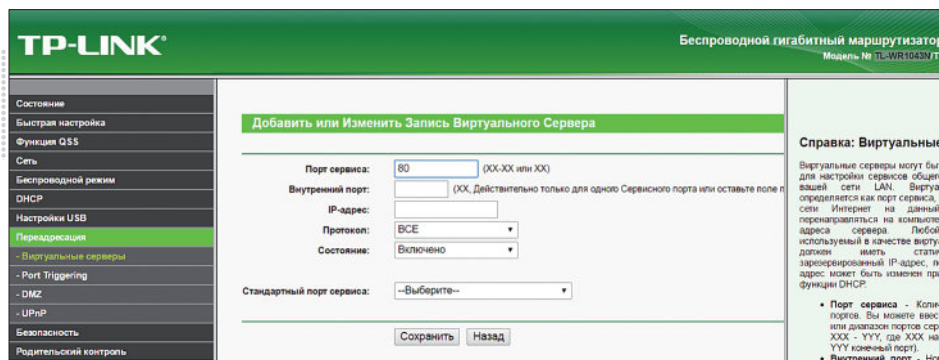 TP-LINK®
Беспроводной гигабитный маршрутизатор
Модель № TL-WR1043N
Состояние
Быстрая настройка
Функция QSS
Сеть
Беспроводной режим
DHCP
Настройки USB
Переадресация
- Виртуальные серверы
- Port Triggering
- DMZ
- UPnP
Безопасность
Родительский контроль
Добавить или Изменить Запись Виртуального Сервера
Порт сервиса: 80 (XX-XX или XX)
Внутренний порт: (XX, Действительно только для одного Сервисного порта или оставьте поле п
IP-адрес:
Протокол: ВСЕ
Состояние: Включено
Стандартный порт сервиса: --Выберите--
Сохранить Назад
Справка: Виртуальные
Виртуальные серверы могут быт
для настройки сервисов общег
вашей сети LAN. Виртуа
определяется как порт сервиса,
сети Интернет на данный
перенаправляться на компьюте
адреса сервера. Любой
используемый в качестве вирту
должен иметь стати
зарезервированный IP-адрес, п
адрес может быть изменен при
функции DHCP.
• Порт сервиса - Колич
портов. Вы можете ввес
или диапазон портов сер
XXX - YYY, где XXX на
YYY конечный порт).
• Внутренний порт - Но